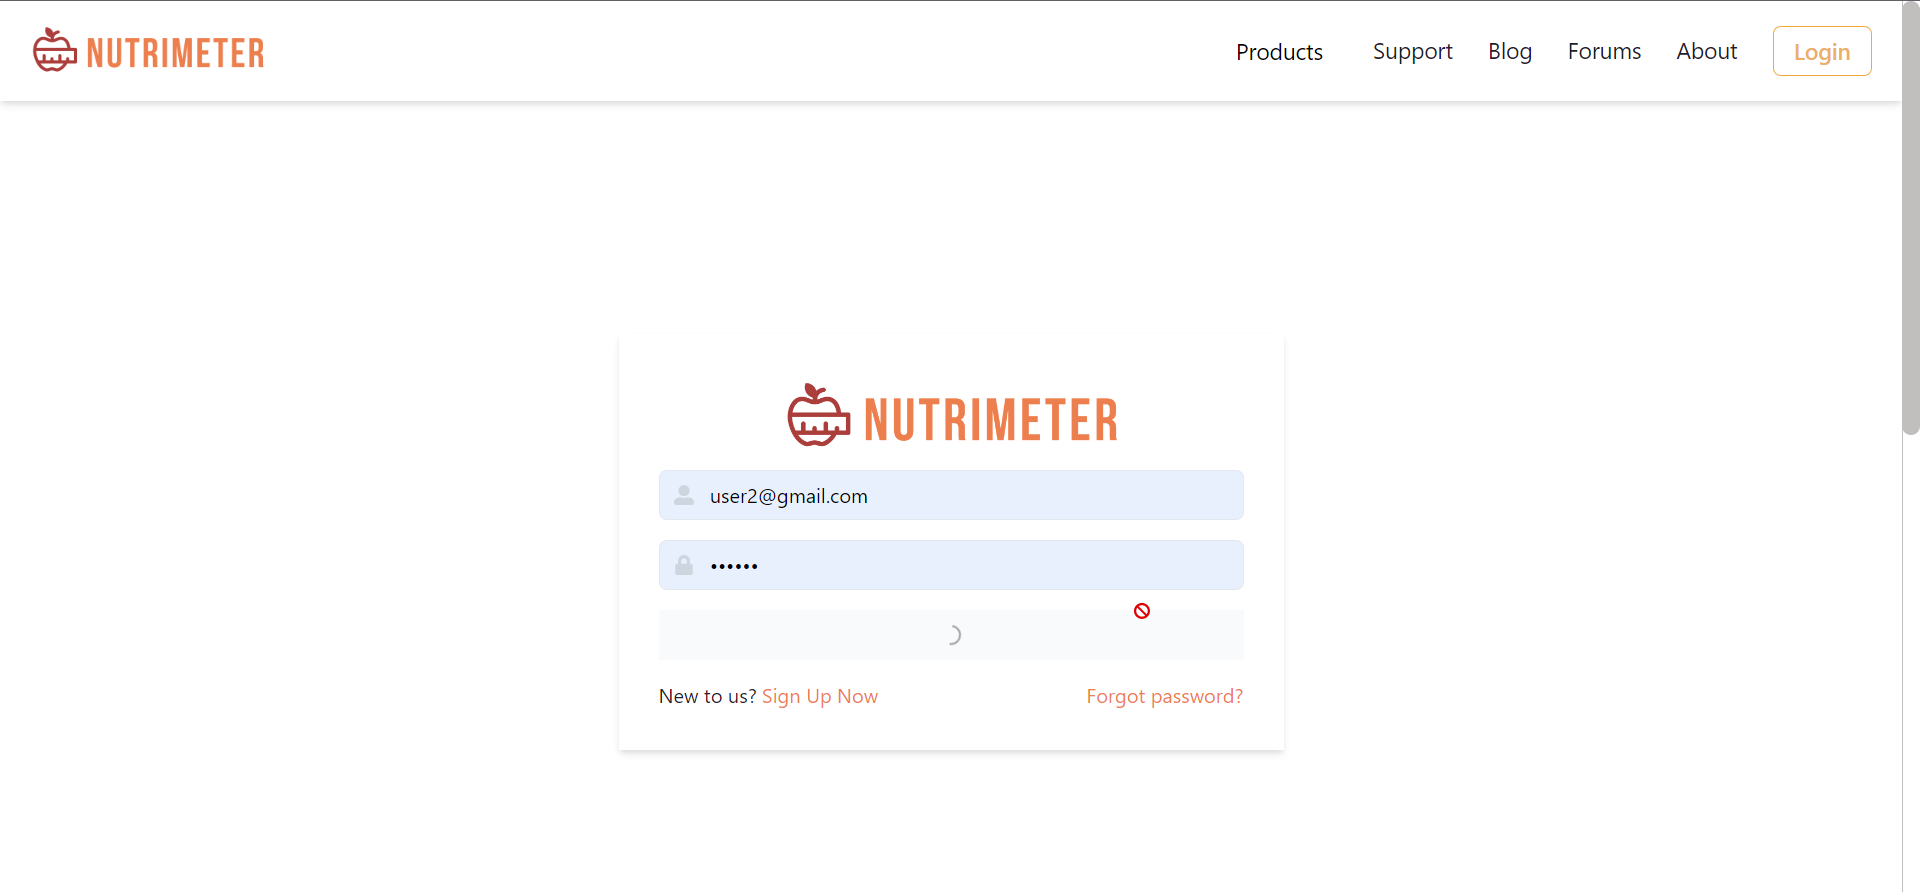 NUTRIMETER
Products Support Blog Forums About Login
NUTRIMETER
user2@gmail.com
••••••
New to us? Sign Up Now Forgot password?